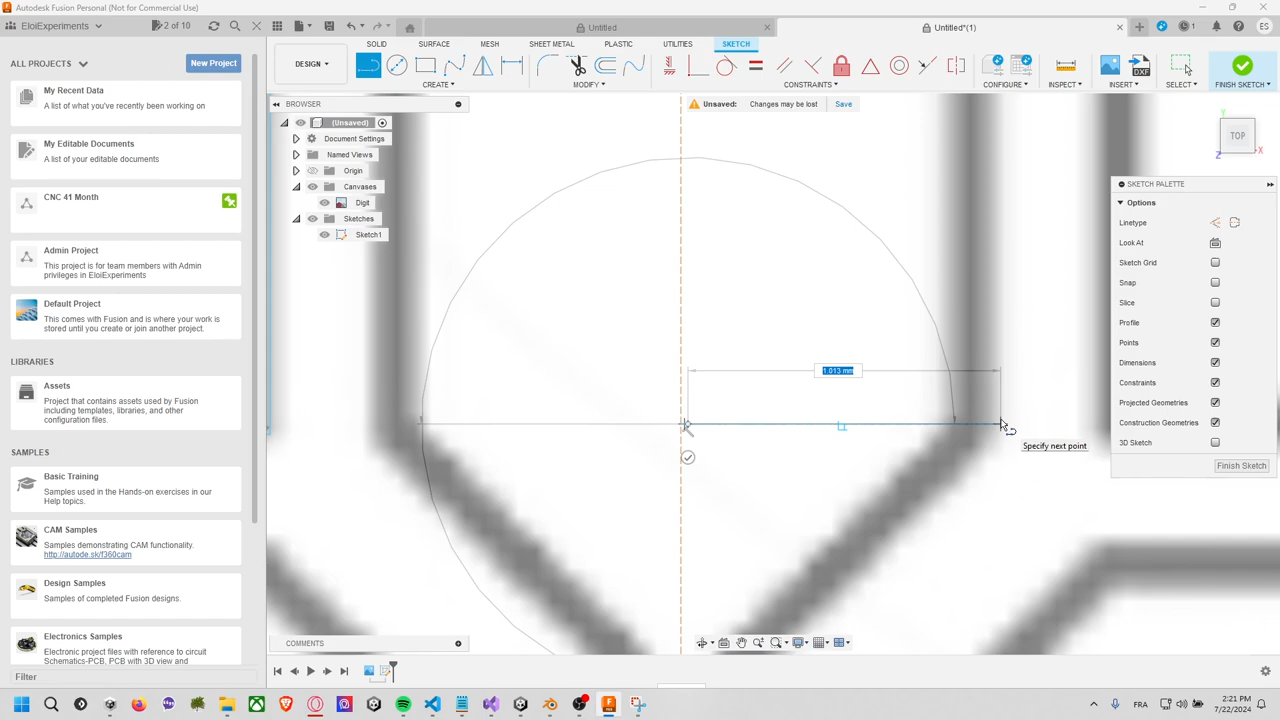 Autodesk Fusion Personal (Not for Commercial Use)
EloiExperiments
2 of 10
Untitled
Untitled*(1)
1
ES
ALL PROJECTS
New Project
My Recent Data
A list of what you've recently been working on
My Editable Documents
A list of your editable documents
CNC 41 Month
Admin Project
This project is for team members with Admin
privileges in EloiExperiments
Default Project
This comes with Fusion and is where your work is
stored until you create or join another project.
LIBRARIES
Assets
Project that contains assets used by Fusion
including templates, libraries, and other
configuration files.
SAMPLES
Basic Training
Samples used in the Hands-on exercises in our
Help topics.
CAM Samples
Samples demonstrating CAM functionality.
http://autode.sk/f360cam
Design Samples
Samples of completed Fusion designs.
Electronics Samples
Electronics Design files with reference to circuit
Schematics-PCB, PCB with 3D view and
Filter
DESIGN
SOLID
SURFACE
MESH
SHEET METAL
PLASTIC
UTILITIES
SKETCH
CREATE
MODIFY
CONSTRAINTS
CONFIGURE
INSPECT
INSERT
SELECT
FINISH SKETCH
DXF
BROWSER
(Unsaved)
Document Settings
Named Views
Origin
Canvases
Digit
Sketches
Sketch1
Unsaved:
Changes may be lost
Save
TOP
Y
X
Z
1.013 mm
Specify next point
SKETCH PALETTE
Options
Linetype
Look At
Sketch Grid
Snap
Slice
Profile
Points
Dimensions
Constraints
Projected Geometries
Construction Geometries
3D Sketch
Finish Sketch
COMMENTS
FRA
2:21 PM
7/22/2024